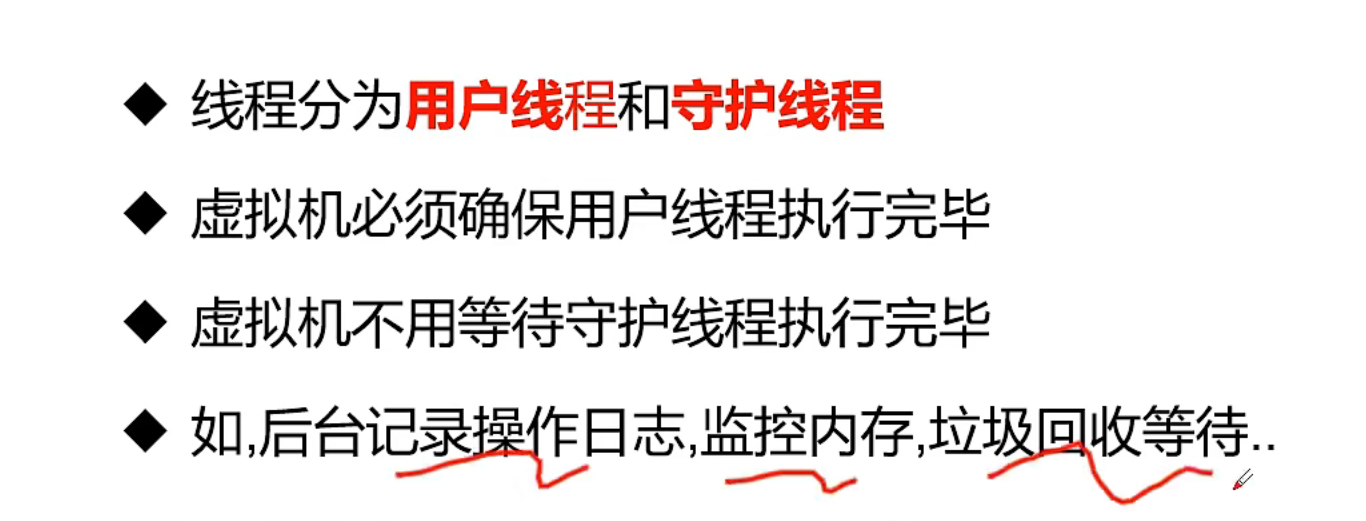 ◆ 线程分为用户线程和守护线程
◆ 虚拟机必须确保用户线程执行完毕
◆ 虚拟机不用等待守护线程执行完毕
◆ 如,后台记录操作日志,监控内存,垃圾回收等待..